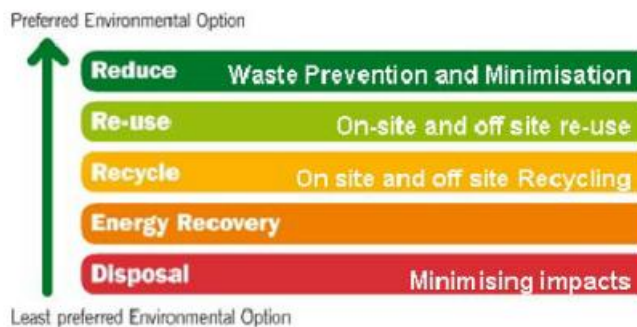 Preferred Environmental Option
Reduce Waste Prevention and Minimisation
Re-use On-site and off site re-use
Recycle On site and off site Recycling
Energy Recovery
Disposal Minimising impacts
Least preferred Environmental Option